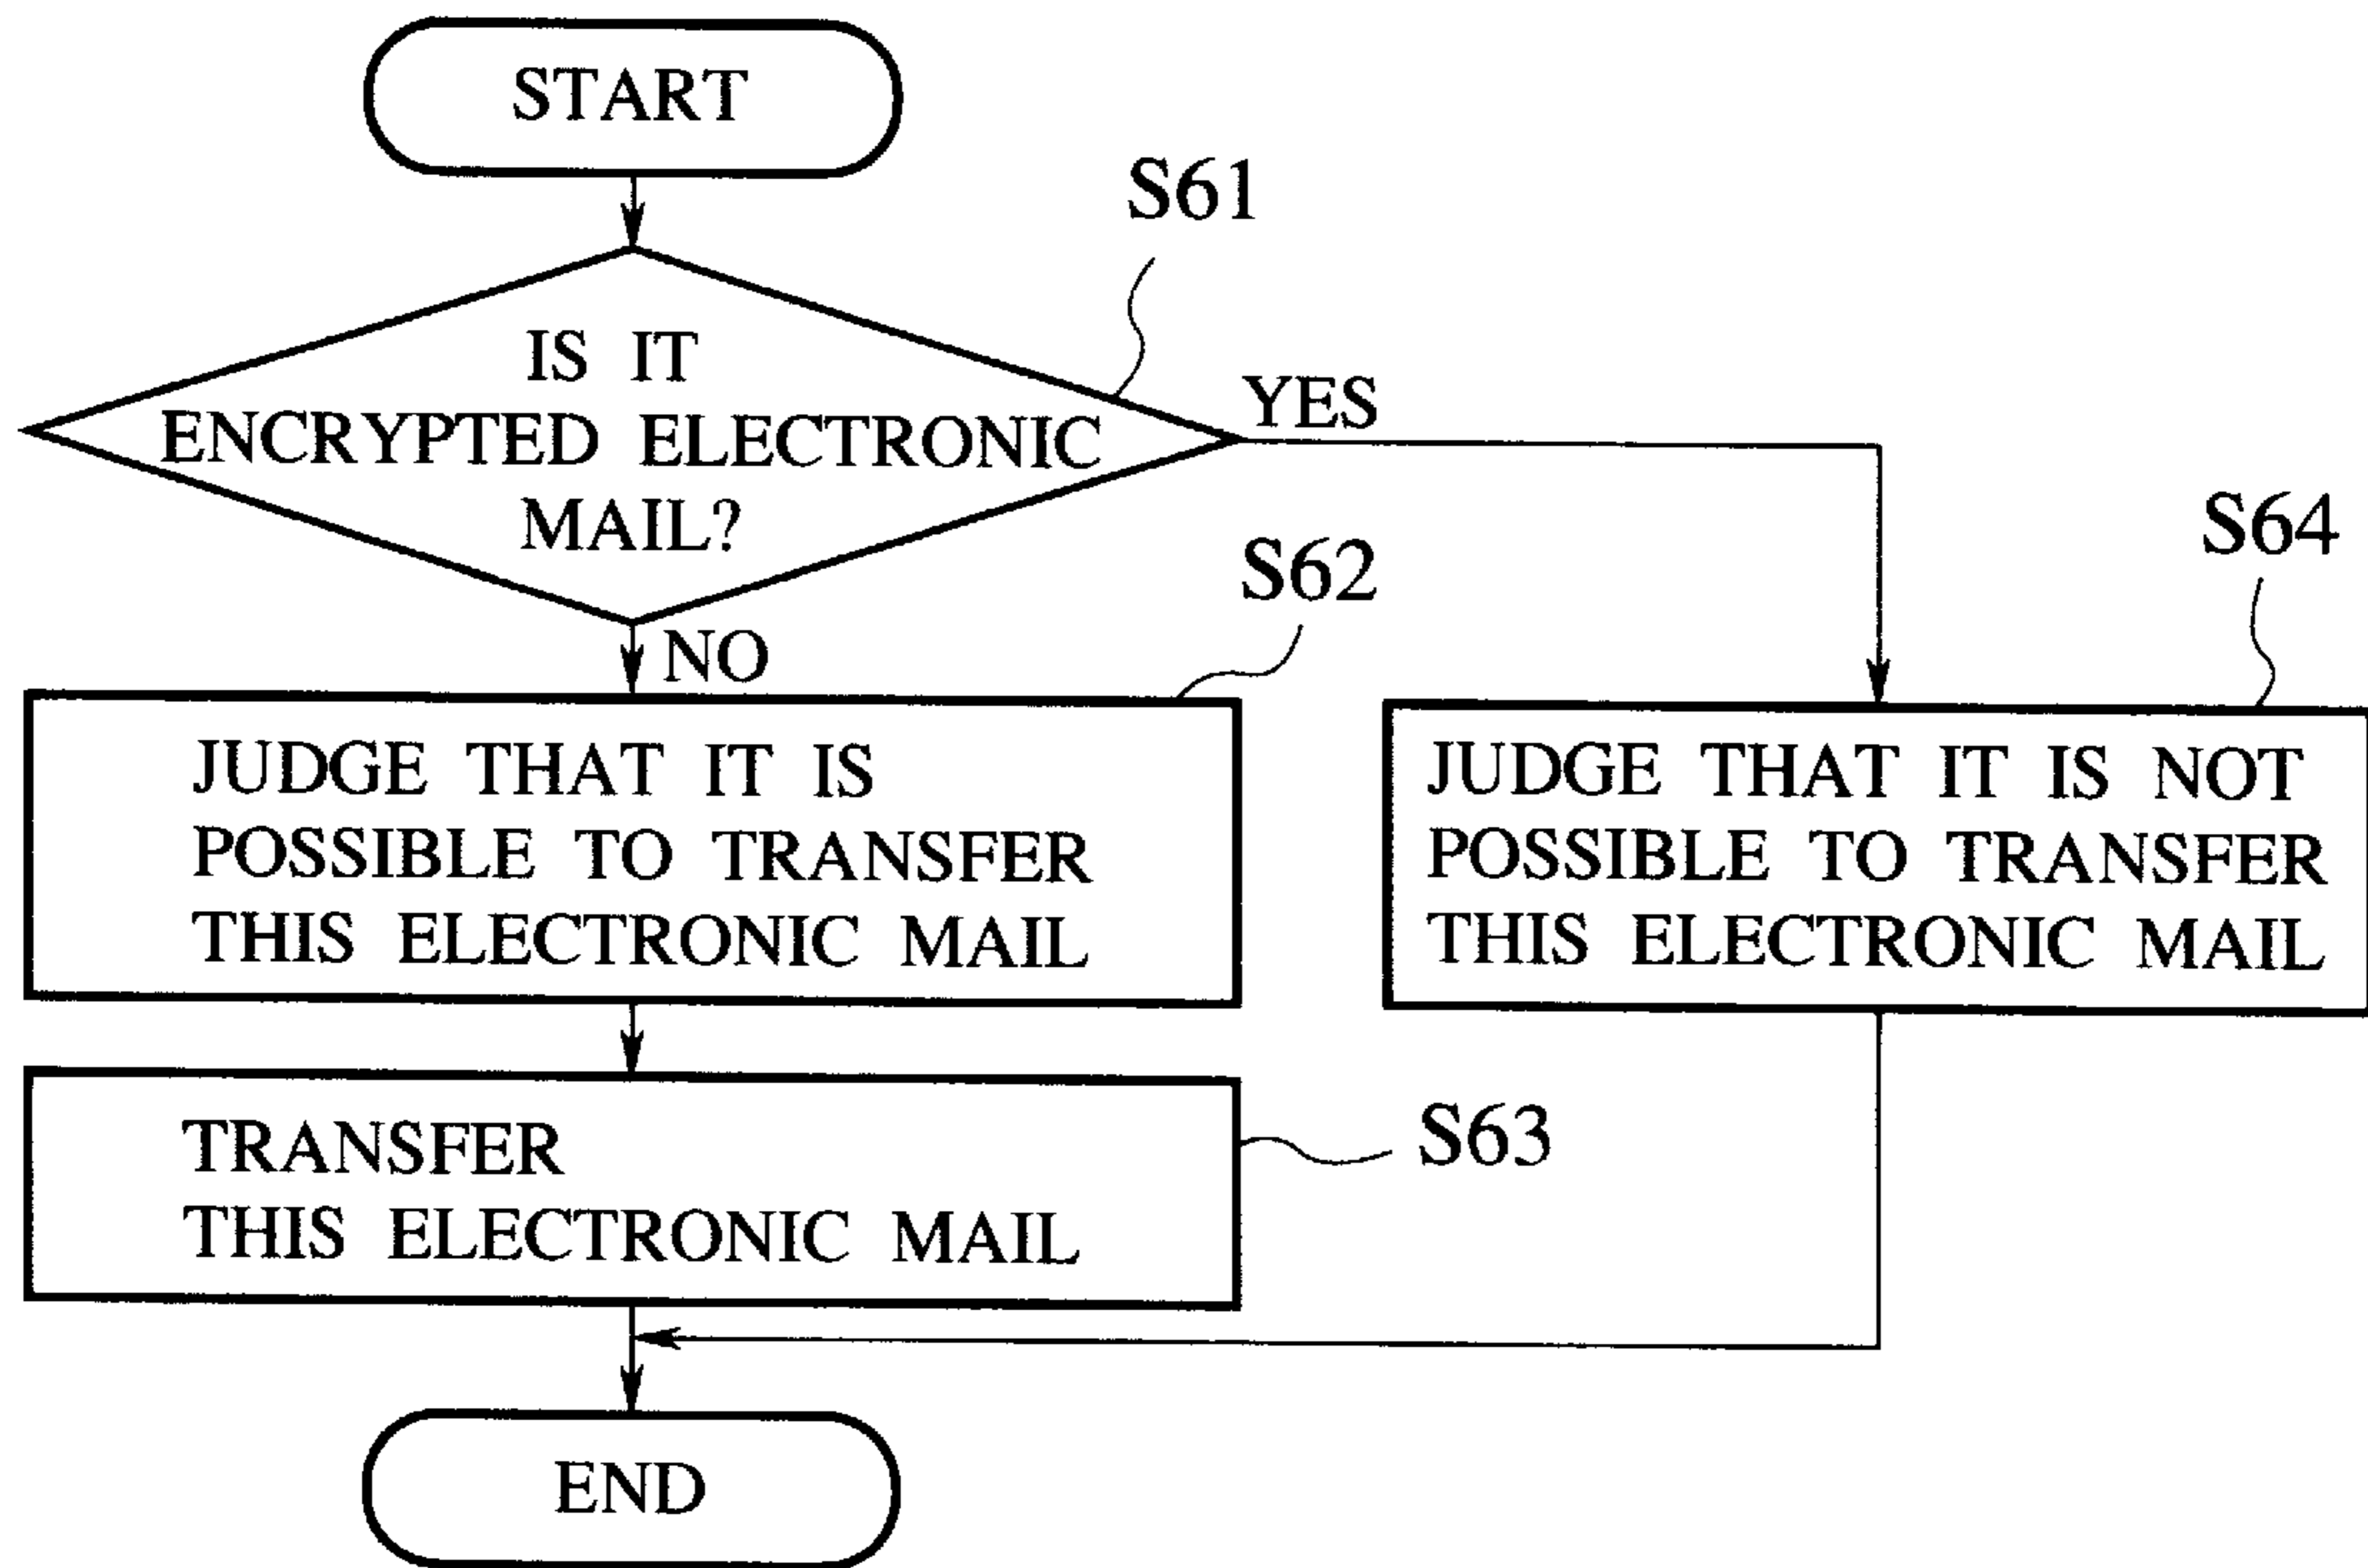 START
S61
IS IT
ENCRYPTED ELECTRONIC
MAIL?
YES
NO
S62
S64
JUDGE THAT IT IS
POSSIBLE TO TRANSFER
THIS ELECTRONIC MAIL
JUDGE THAT IT IS NOT
POSSIBLE TO TRANSFER
THIS ELECTRONIC MAIL
TRANSFER
THIS ELECTRONIC MAIL
S63
END